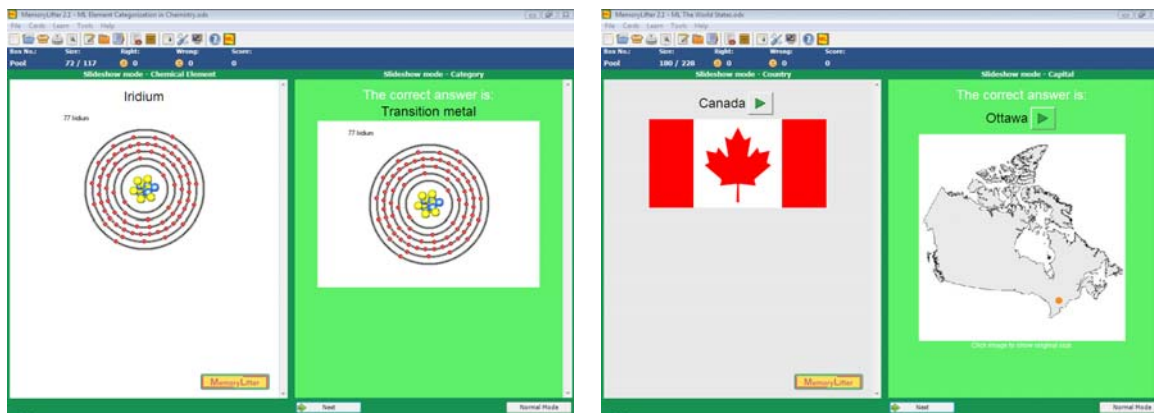 MemoryLifter 2.2 - ML Element Categorization in Chemistry.odx
File Cards Learn Tools Help
Box No.: Size: Right: Wrong: Score:
Pool 72 / 117 0 0 0
Slideshow mode - Chemical Element Slideshow mode - Category
Iridium
77 Iridium
The correct answer is:
Transition metal
77 Iridium
MemoryLifter
Next Normal Mode
MemoryLifter 2.2 - ML The World States.odx
File Cards Learn Tools Help
Box No.: Size: Right: Wrong: Score:
Pool 180 / 228 0 0 0
Slideshow mode - Country Slideshow mode - Capital
Canada
The correct answer is:
Ottawa
Click image to show original size
MemoryLifter
Next Normal Mode